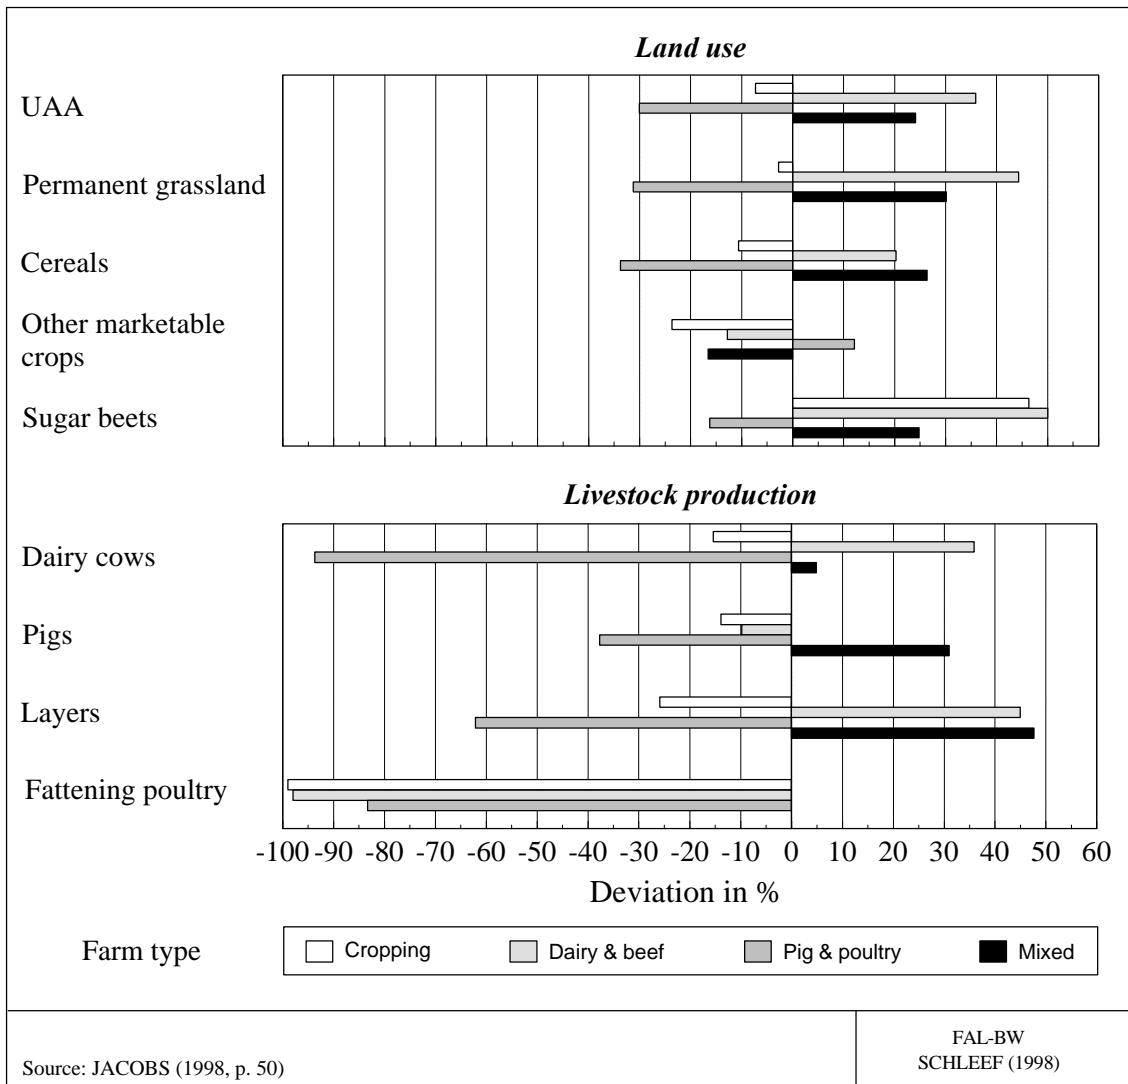 Land use
UAA
Permanent grassland
Cereals
Other marketable
crops
Sugar beets
Livestock production
Dairy cows
Pigs
Layers
Fattening poultry
-100 -90 -80 -70 -60 -50 -40 -30 -20 -10 0 10 20 30 40 50 60
Deviation in %
Farm type Cropping Dairy & beef Pig & poultry Mixed
Source: JACOBS (1998, p. 50)
FAL-BW
SCHLEEF (1998)